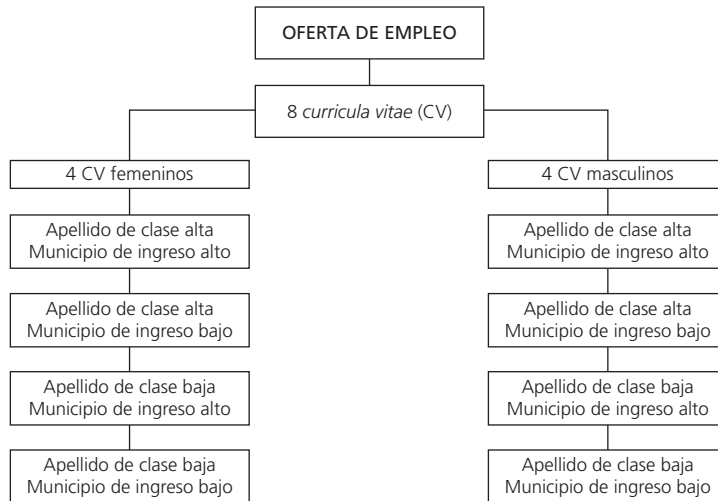 OFERTA DE EMPLEO
8 curricula vitae (CV)
4 CV femeninos
Apellido de clase alta
Municipio de ingreso alto
Apellido de clase alta
Municipio de ingreso bajo
Apellido de clase baja
Municipio de ingreso alto
Apellido de clase baja
Municipio de ingreso bajo
4 CV masculinos
Apellido de clase alta
Municipio de ingreso alto
Apellido de clase alta
Municipio de ingreso bajo
Apellido de clase baja
Municipio de ingreso alto
Apellido de clase baja
Municipio de ingreso bajo